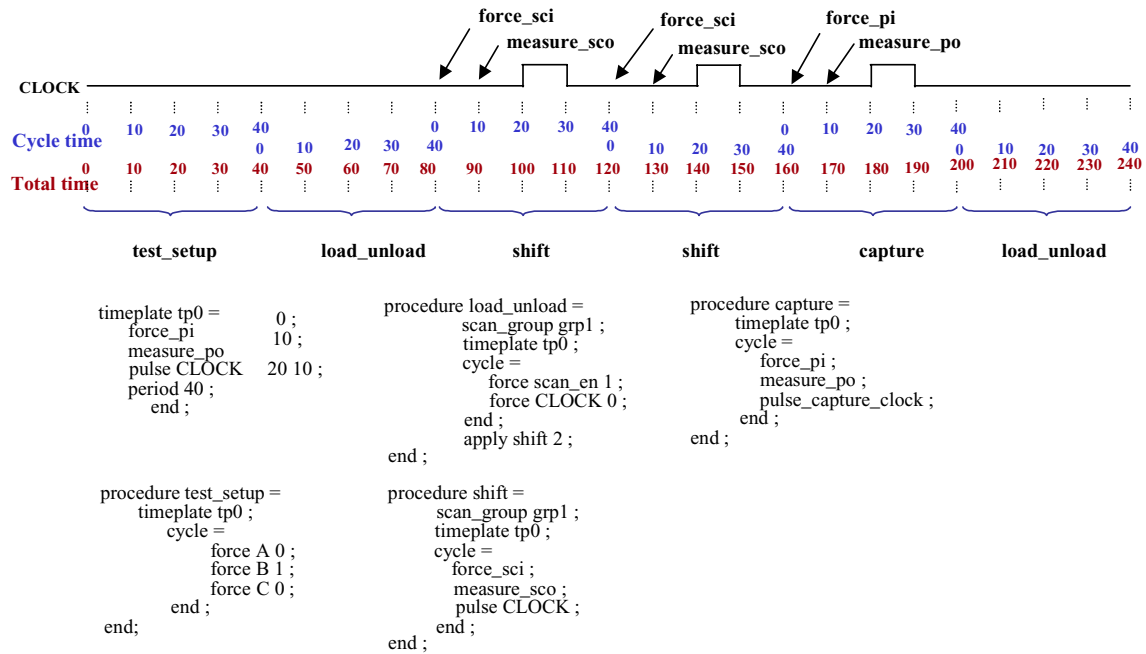 force_sci
measure_sco
force_sci
measure_sco
force_pi
measure_po
CLOCK
Cycle time
0 10 20 30 40
0 10 20 30 40
0 10 20 30 40
0 10 20 30 40
0 10 20 30 40
0 10 20 30 40
Total time
0 10 20 30 40 50 60 70 80 90 100 110 120 130 140 150 160 170 180 190 200 210 220 230 240
test_setup load_unload shift shift capture load_unload
timeplate tp0 =
force_pi 0 ;
measure_po 10 ;
pulse CLOCK 20 10 ;
period 40 ;
end ;
procedure load_unload =
scan_group grp1 ;
timeplate tp0 ;
cycle =
force scan_en 1 ;
force CLOCK 0 ;
end ;
apply shift 2 ;
end ;
procedure capture =
timeplate tp0 ;
cycle =
force_pi ;
measure_po ;
pulse_capture_clock ;
end ;
end ;
procedure test_setup =
timeplate tp0 ;
cycle =
force A 0 ;
force B 1 ;
force C 0 ;
end ;
end;
procedure shift =
scan_group grp1 ;
timeplate tp0 ;
cycle =
force_sci ;
measure_sco ;
pulse CLOCK ;
end ;
end ;